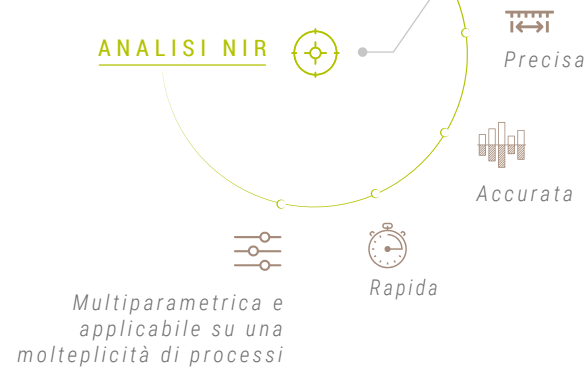 ANALISI NIR
Precisa
Accurata
Rapida
Multiparametrica e
applicabile su una
molteplicità di processi